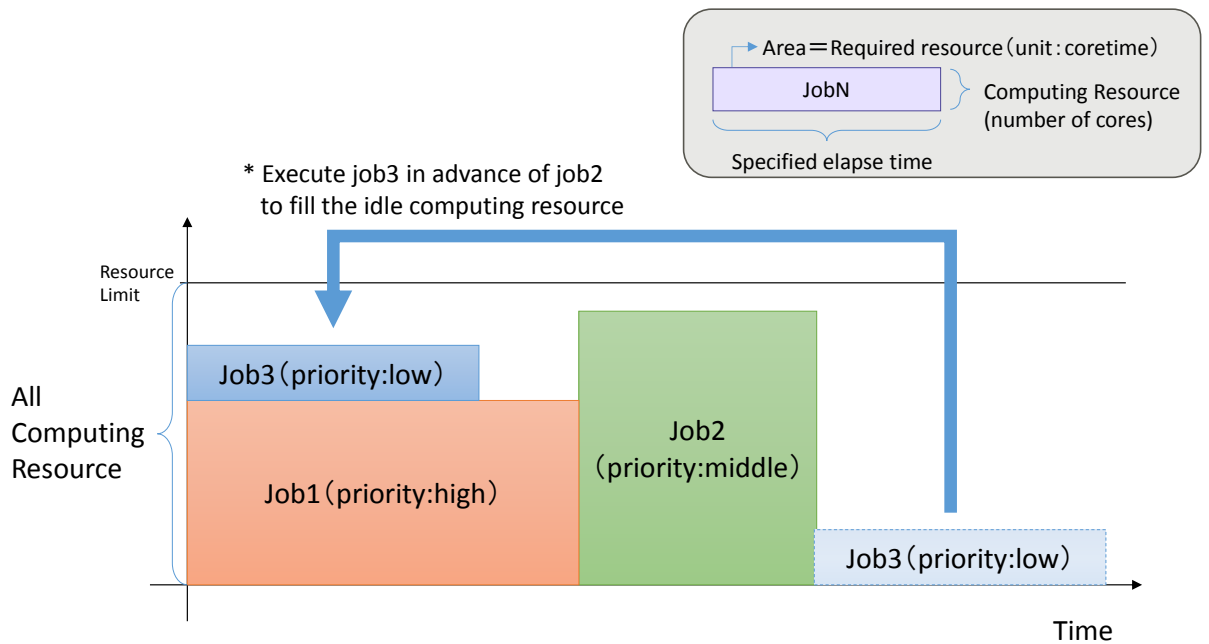 Area＝Required resource（unit：coretime）
JobN
Computing Resource
(number of cores)
Specified elapse time
* Execute job3 in advance of job2
to fill the idle computing resource
Resource
Limit
Job3（priority:low）
All
Computing
Resource
Job2
（priority:middle）
Job1（priority:high）
Job3（priority:low）
Time